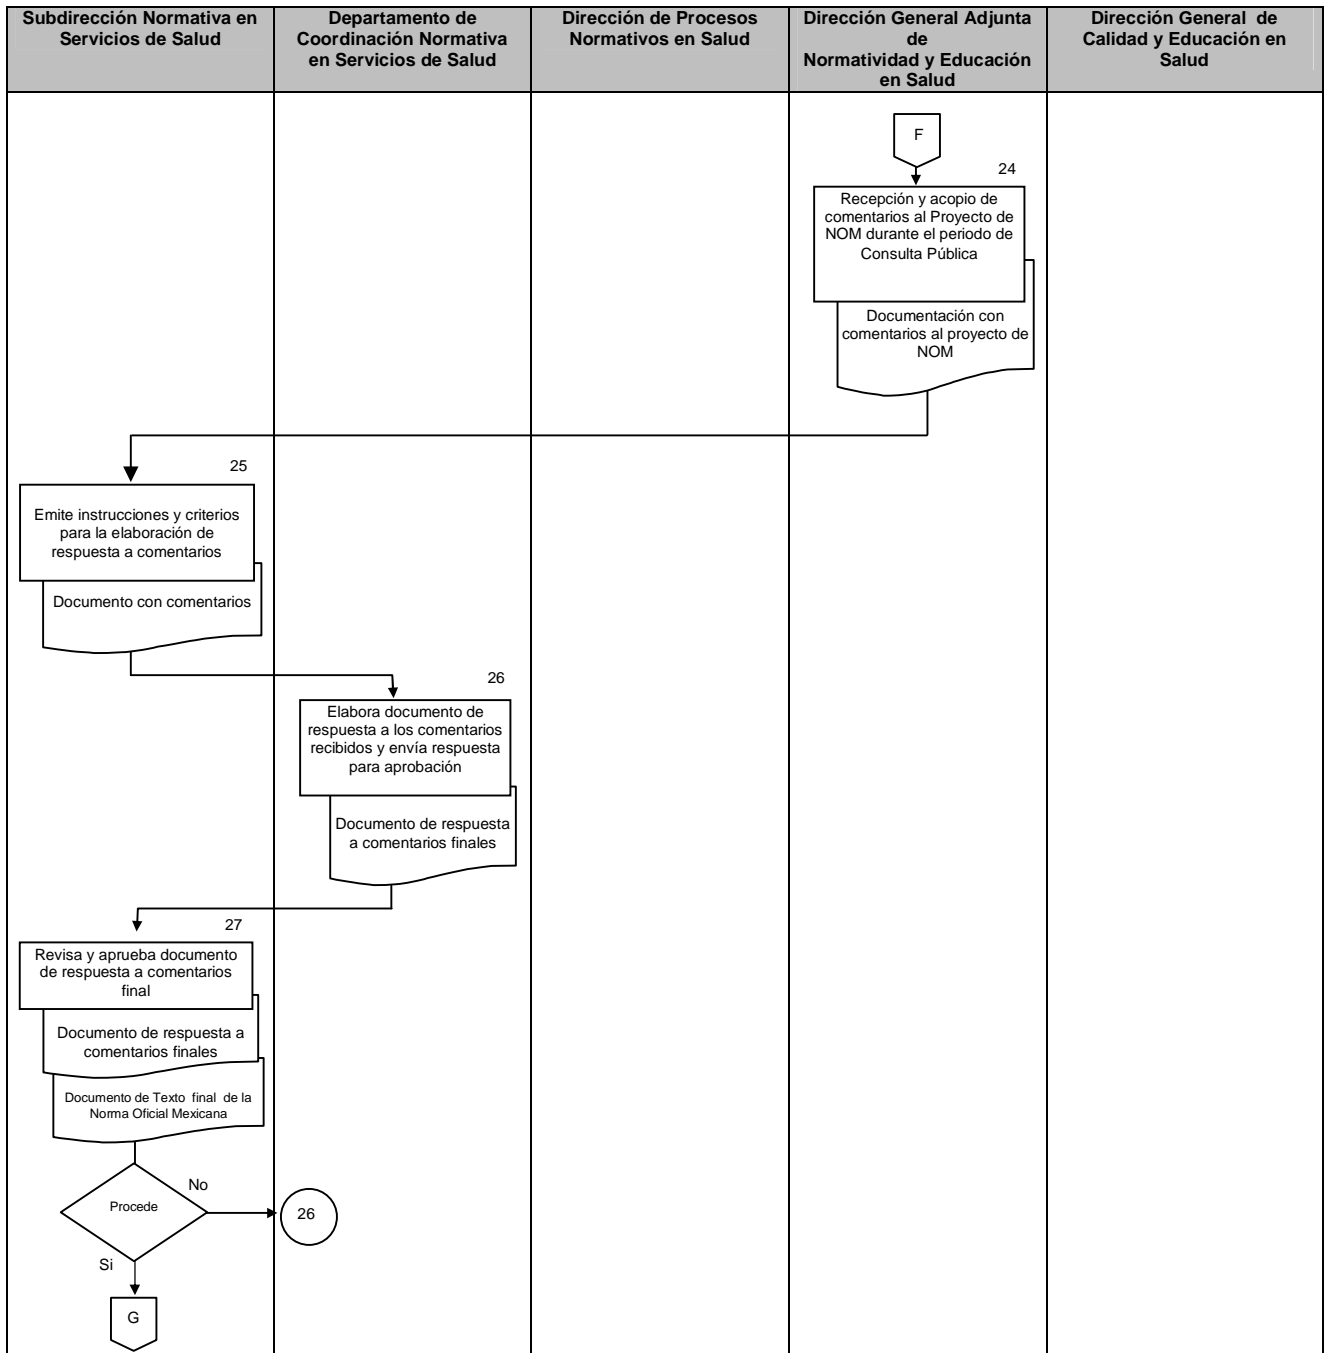 Subdirección Normativa en
Servicios de Salud
Departamento de
Coordinación Normativa
en Servicios de Salud
Dirección de Procesos
Normativos en Salud
Dirección General Adjunta
de
Normatividad y Educación
en Salud
Dirección General de
Calidad y Educación en
Salud
F
24
Recepción y acopio de
comentarios al Proyecto de
NOM durante el periodo de
Consulta Pública
Documentación con
comentarios al proyecto de
NOM
25
Emite instrucciones y criterios
para la elaboración de
respuesta a comentarios
Documento con comentarios
26
Elabora documento de
respuesta a los comentarios
recibidos y envía respuesta
para aprobación
Documento de respuesta
a comentarios finales
27
Revisa y aprueba documento
de respuesta a comentarios
final
Documento de respuesta a
comentarios finales
Documento de Texto final de la
Norma Oficial Mexicana
No
Procede
26
Si
G